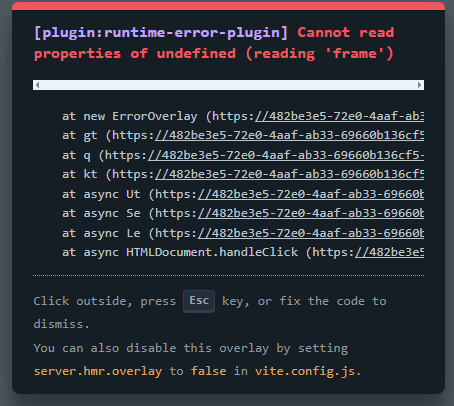 [plugin:runtime-error-plugin] Cannot read
properties of undefined (reading 'frame')
at new ErrorOverlay (https://482be3e5-72e0-4aaf-ab3
at gt (https://482be3e5-72e0-4aaf-ab33-69660b136cf5
at q (https://482be3e5-72e0-4aaf-ab33-69660b136cf5-
at kt (https://482be3e5-72e0-4aaf-ab33-69660b136cf5
at async Ut (https://482be3e5-72e0-4aaf-ab33-69660b
at async Se (https://482be3e5-72e0-4aaf-ab33-69660b
at async Le (https://482be3e5-72e0-4aaf-ab33-69660b
at async HTMLDocument.handleClick (https://482be3e5
Click outside, press Esc key, or fix the code to
dismiss.
You can also disable this overlay by setting
server.hmr.overlay to false in vite.config.js.